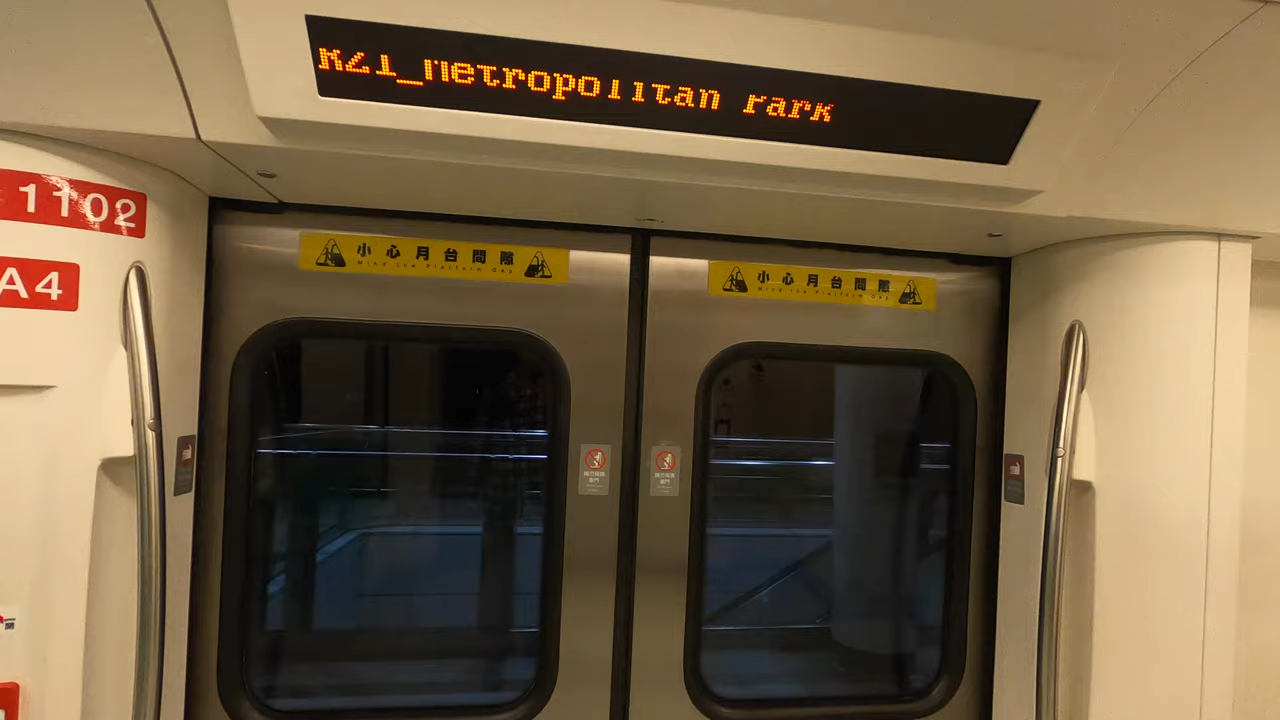 R21_Metropolitan Park
1102
A4
小心月台間隙
Mind the Platform Gap
小心月台間隙
Mind the Platform Gap